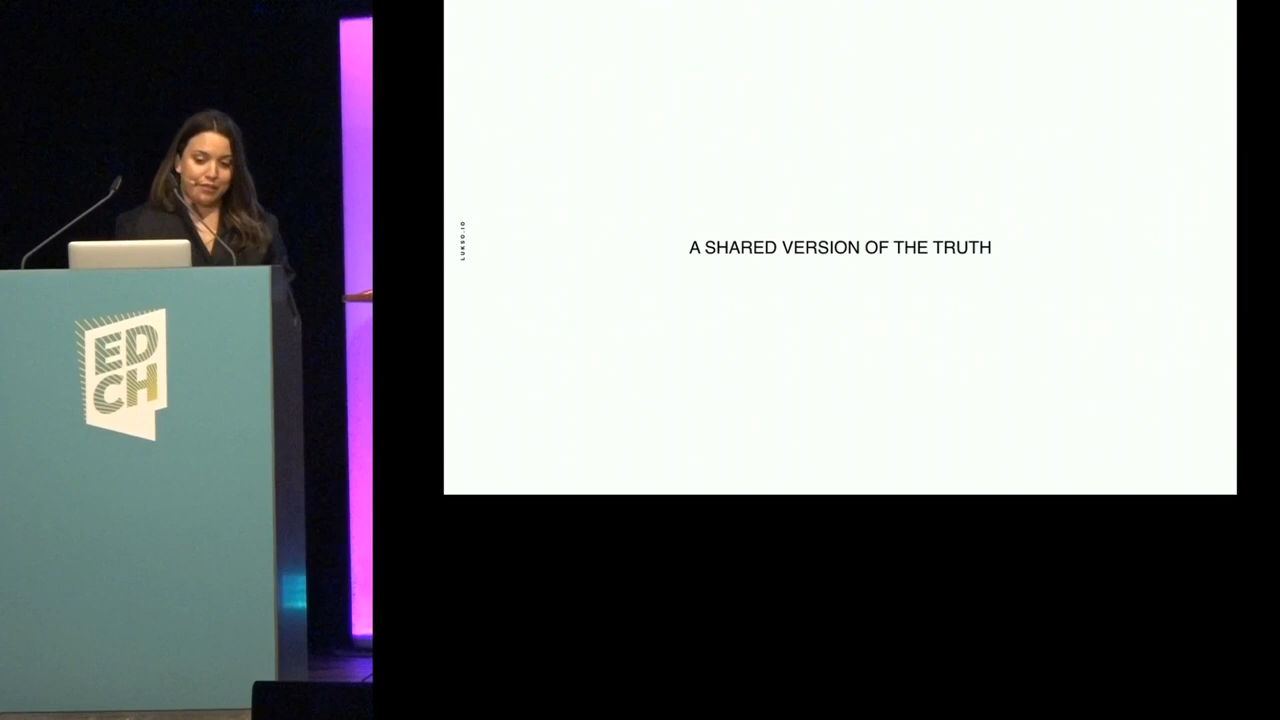 ED
CH
LUKSO.IO
A SHARED VERSION OF THE TRUTH